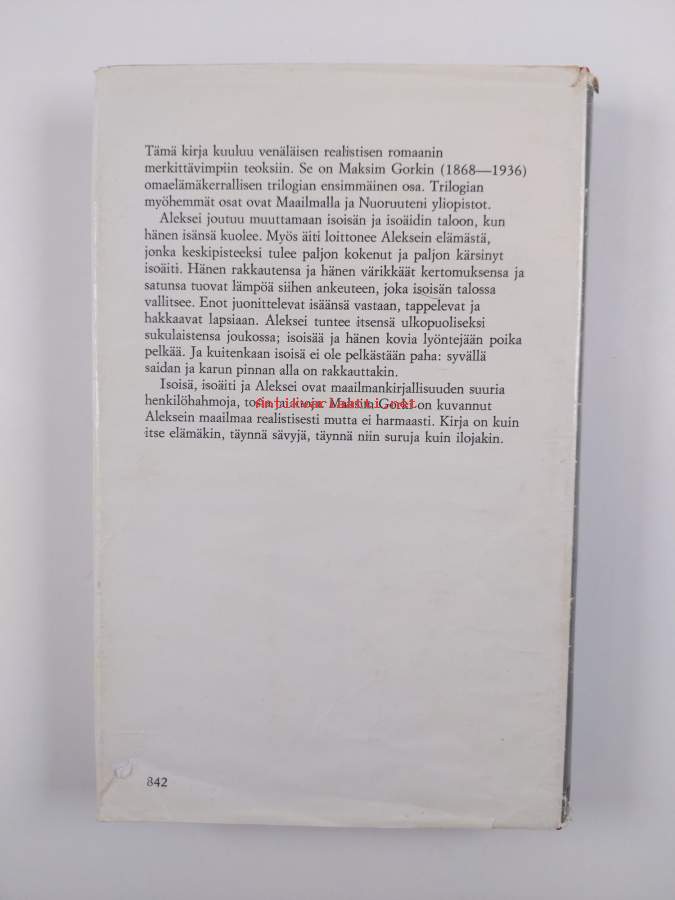 Tämä kirja kuuluu venäläisen realistisen romaanin
merkittävimpiin teoksiin. Se on Maksim Gorkin (1868—1936)
omaelämäkerrallisen trilogian ensimmäinen osa. Trilogian
myöhemmät osat ovat Maailmalla ja Nuoruuteni yliopistot.
Aleksei joutuu muuttamaan isoisän ja isoäidin taloon, kun
hänen isänsä kuolee. Myös äiti loittonee Aleksein elämästä,
jonka keskipisteeksi tulee paljon kokenut ja paljon kärsinyt
isoäiti. Hänen rakkautensa ja hänen värikkäät kertomuksensa ja
satunsa tuovat lämpöä siihen ankeuteen, joka isoisän talossa
vallitsee. Enot juonittelevat isäänsä vastaan, tappelevat ja
hakkaavat lapsiaan. Aleksei tuntee itsensä ulkopuoliseksi
sukulaistensa joukossa; isoisää ja hänen kovia lyöntejään poika
pelkää. Ja kuitenkaan isoisä ei ole pelkästään paha: syvällä
saidan ja karun pinnan alla on rakkauttakin.
Isoisä, isoäiti ja Aleksei ovat maailmankirjallisuuden suuria
henkilöhahmoja, Maksim Gorki on kuvannut
Aleksein maailmaa realistisesti mutta ei harmaasti. Kirja on kuin
itse elämäkin, täynnä sävyjä, täynnä niin suruja kuin ilojakin.
842